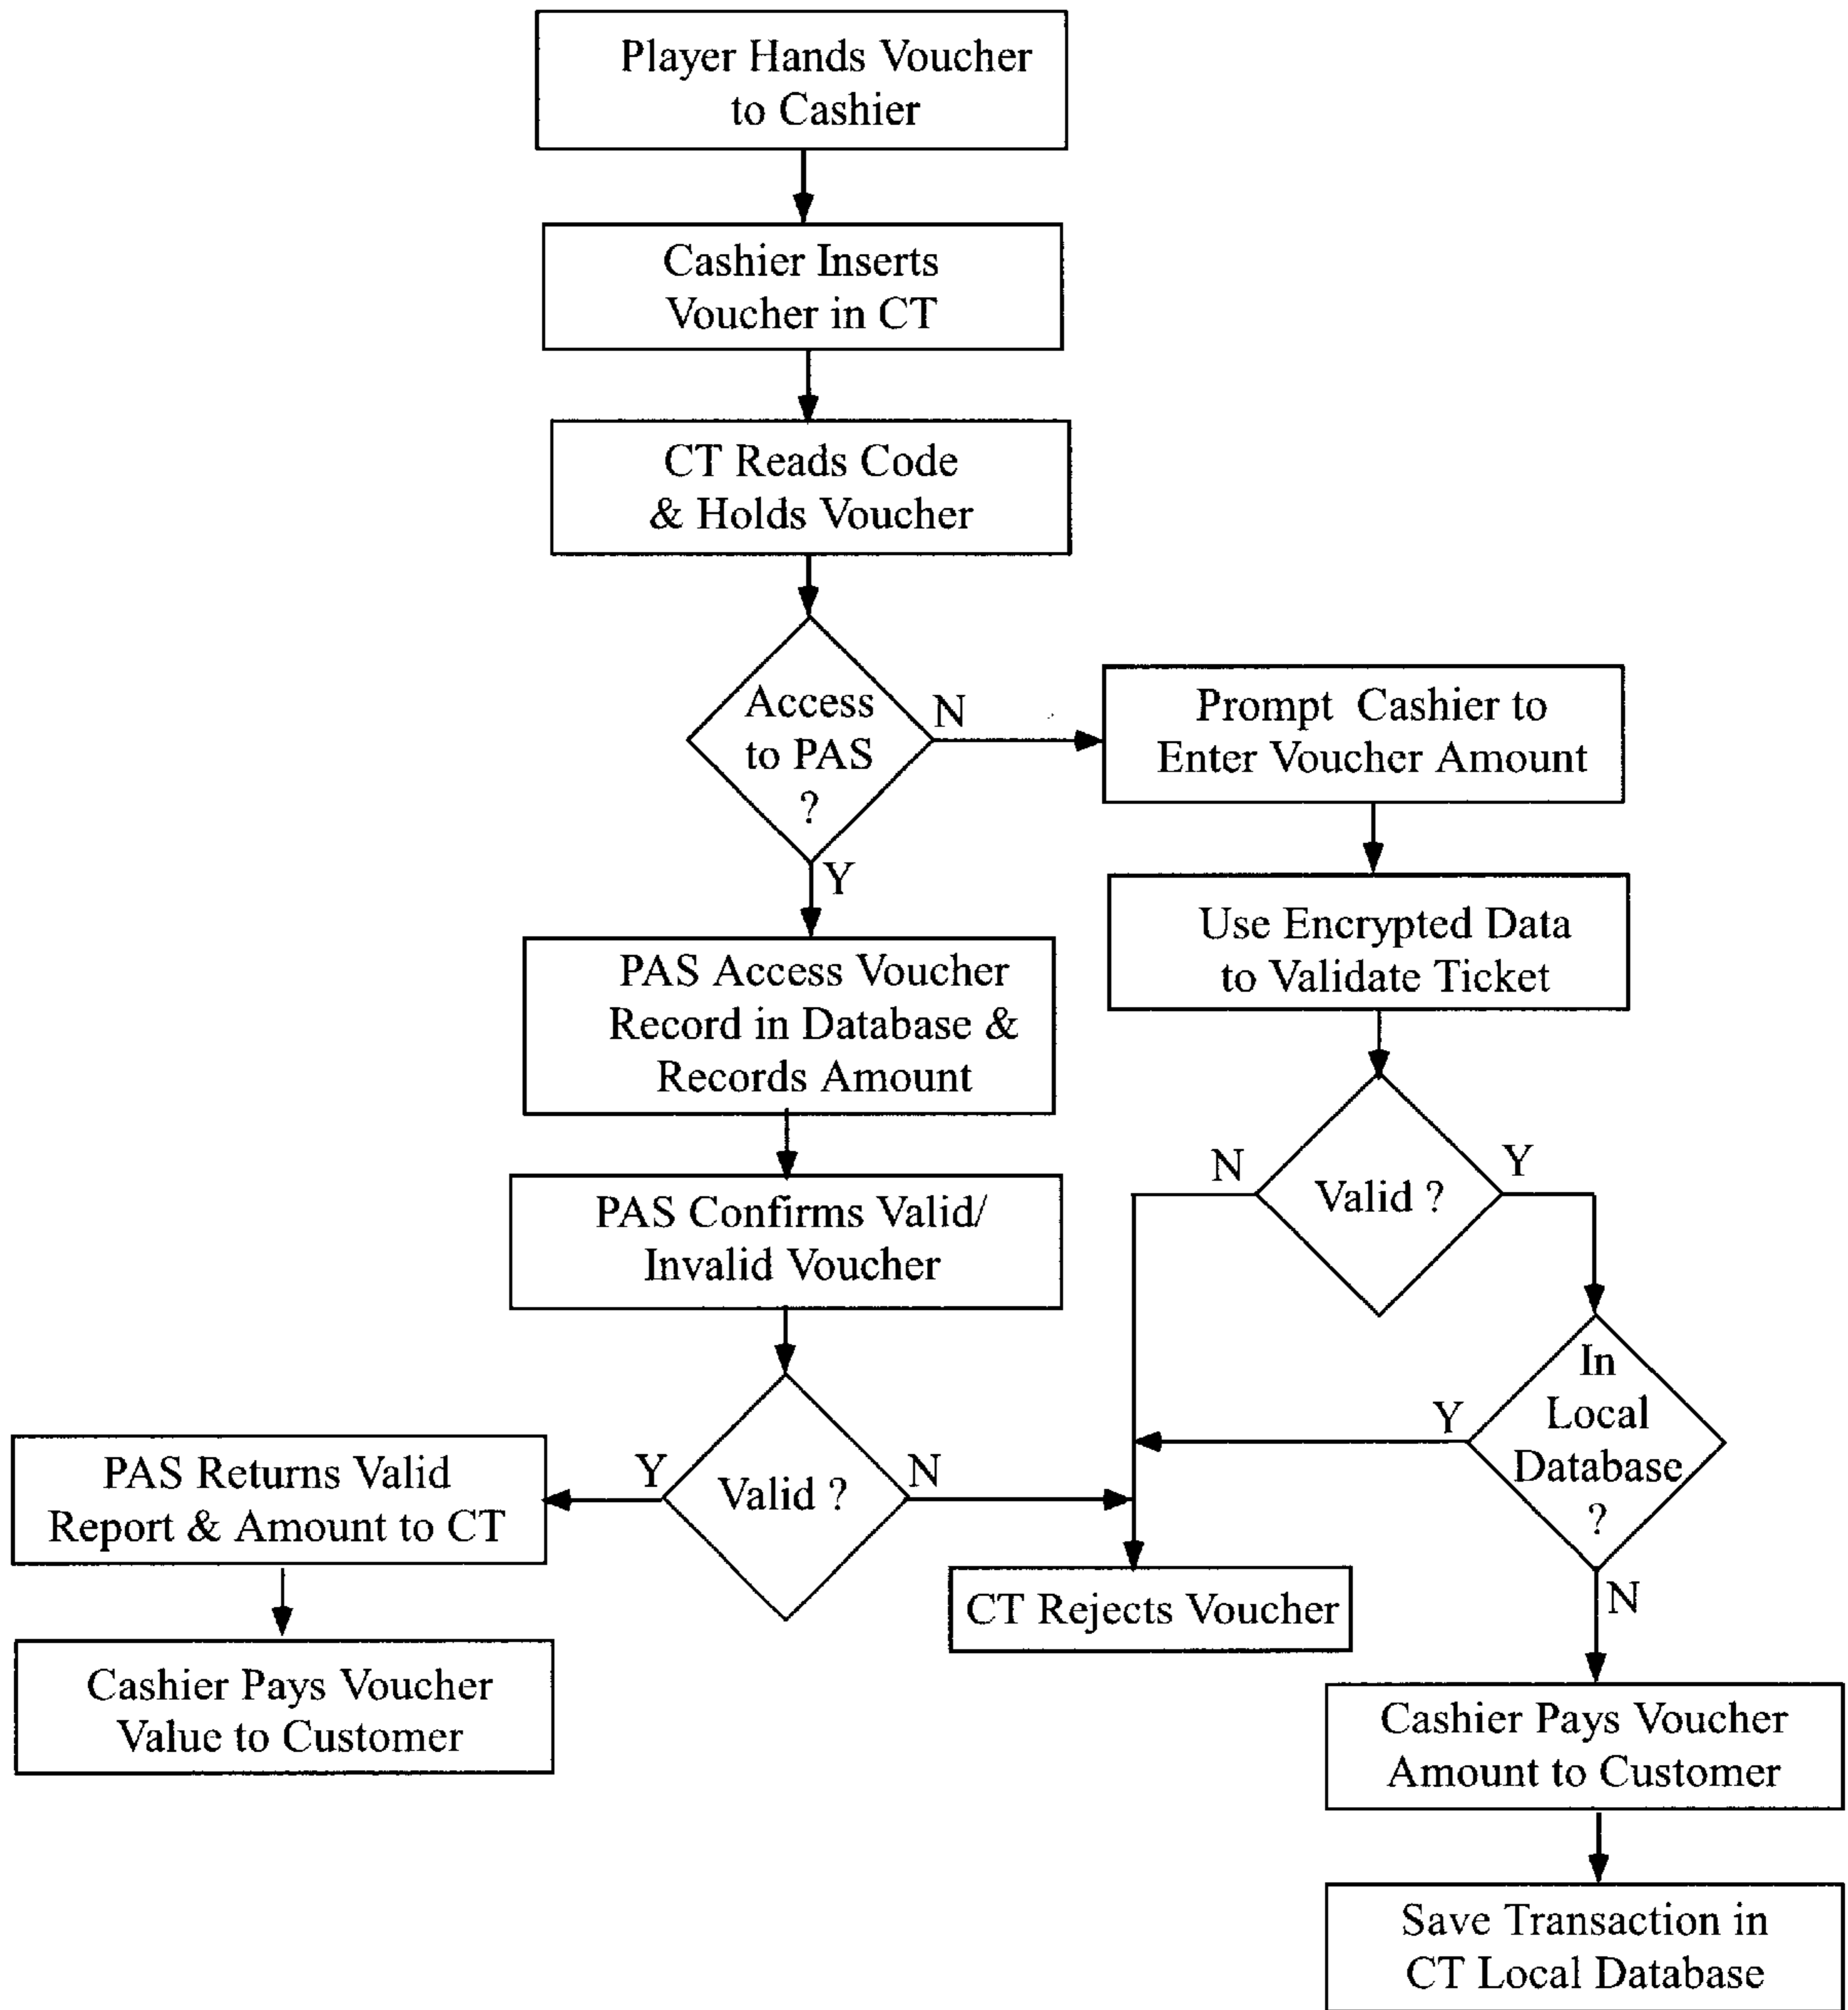 Player Hands Voucher
to Cashier
Cashier Inserts
Voucher in CT
CT Reads Code
& Holds Voucher
Access
to PAS
?
N
Prompt Cashier to
Enter Voucher Amount
Y
Use Encrypted Data
to Validate Ticket
PAS Access Voucher
Record in Database &
Records Amount
N
Valid ?
Y
PAS Confirms Valid/
Invalid Voucher
In
Local
Database
?
Y
N
Y
Valid ?
N
PAS Returns Valid
Report & Amount to CT
CT Rejects Voucher
Cashier Pays Voucher
Value to Customer
Cashier Pays Voucher
Amount to Customer
Save Transaction in
CT Local Database